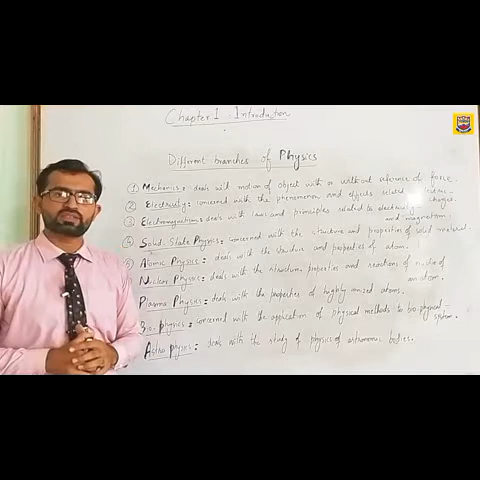 Chapter 1 : Introduction
Different branches of Physics
① Mechanics: deals with motion of object with or without reference of force.
② Electricity: concerned with the phenomenon and effects related
charges.
③ Electromagnetism: deals with laws and principles related to electricity
and magnetism.
④ Solid State Physics: concerned with the structure and properties of solid material.
⑤ Atomic Physics: deals with the structure and properties of atom.
Nuclear Physics: deals with the structure, properties and reactions of nuclei of
an atom.
Plasma Physics: deals with the properties of highly ionized atoms.
Bio. physics: concerned with the application of physical methods to bio.physical
system.
Astro physics: deals with the study of physics of astronomic bodies.